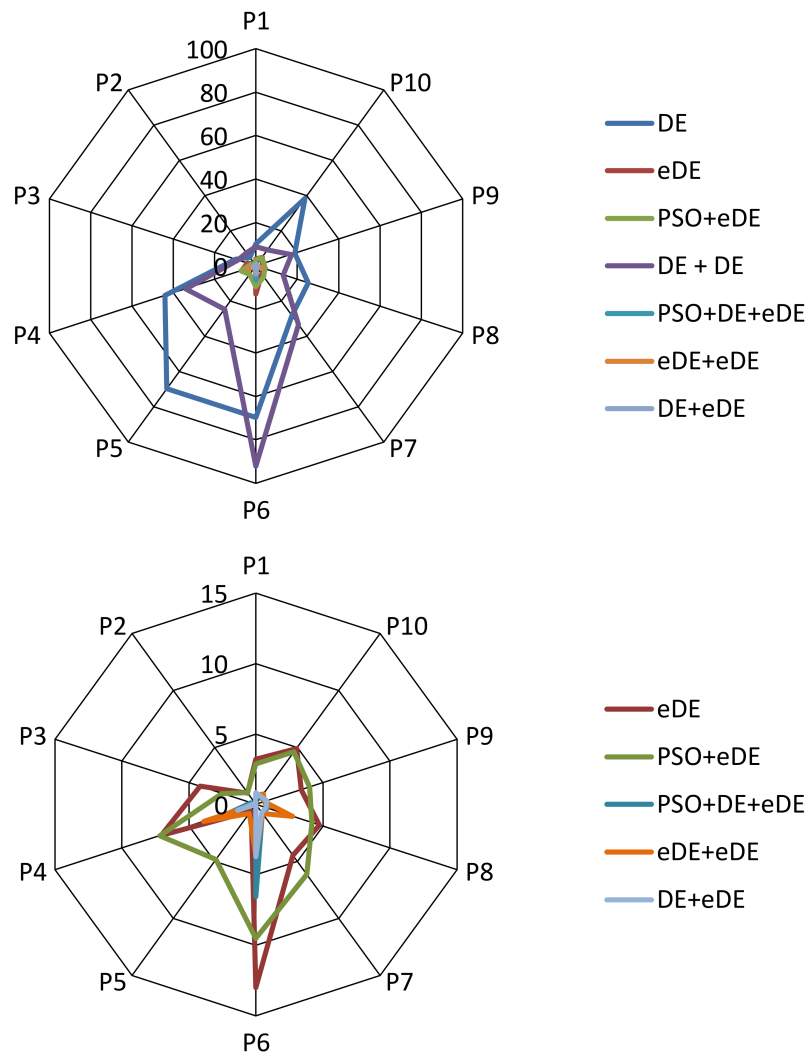 P1
100
P2
P10
80
60
P3
P9
40
20
0
P4
P8
P5
P7
P6
DE
eDE
PSO+eDE
DE + DE
PSO+DE+eDE
eDE+eDE
DE+eDE
P1
15
P2
P10
10
P3
P9
5
0
P4
P8
P5
P7
P6
eDE
PSO+eDE
PSO+DE+eDE
eDE+eDE
DE+eDE